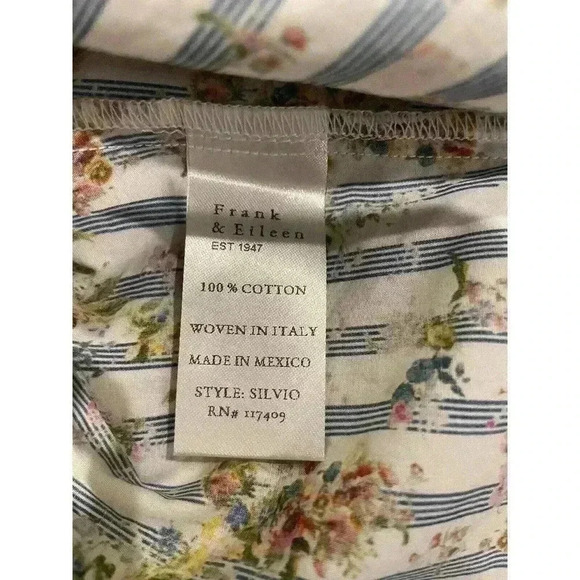 Frank
& Eileen
EST 1947
100% COTTON
WOVEN IN ITALY
MADE IN MEXICO
STYLE: SILVIO
RN# 117409